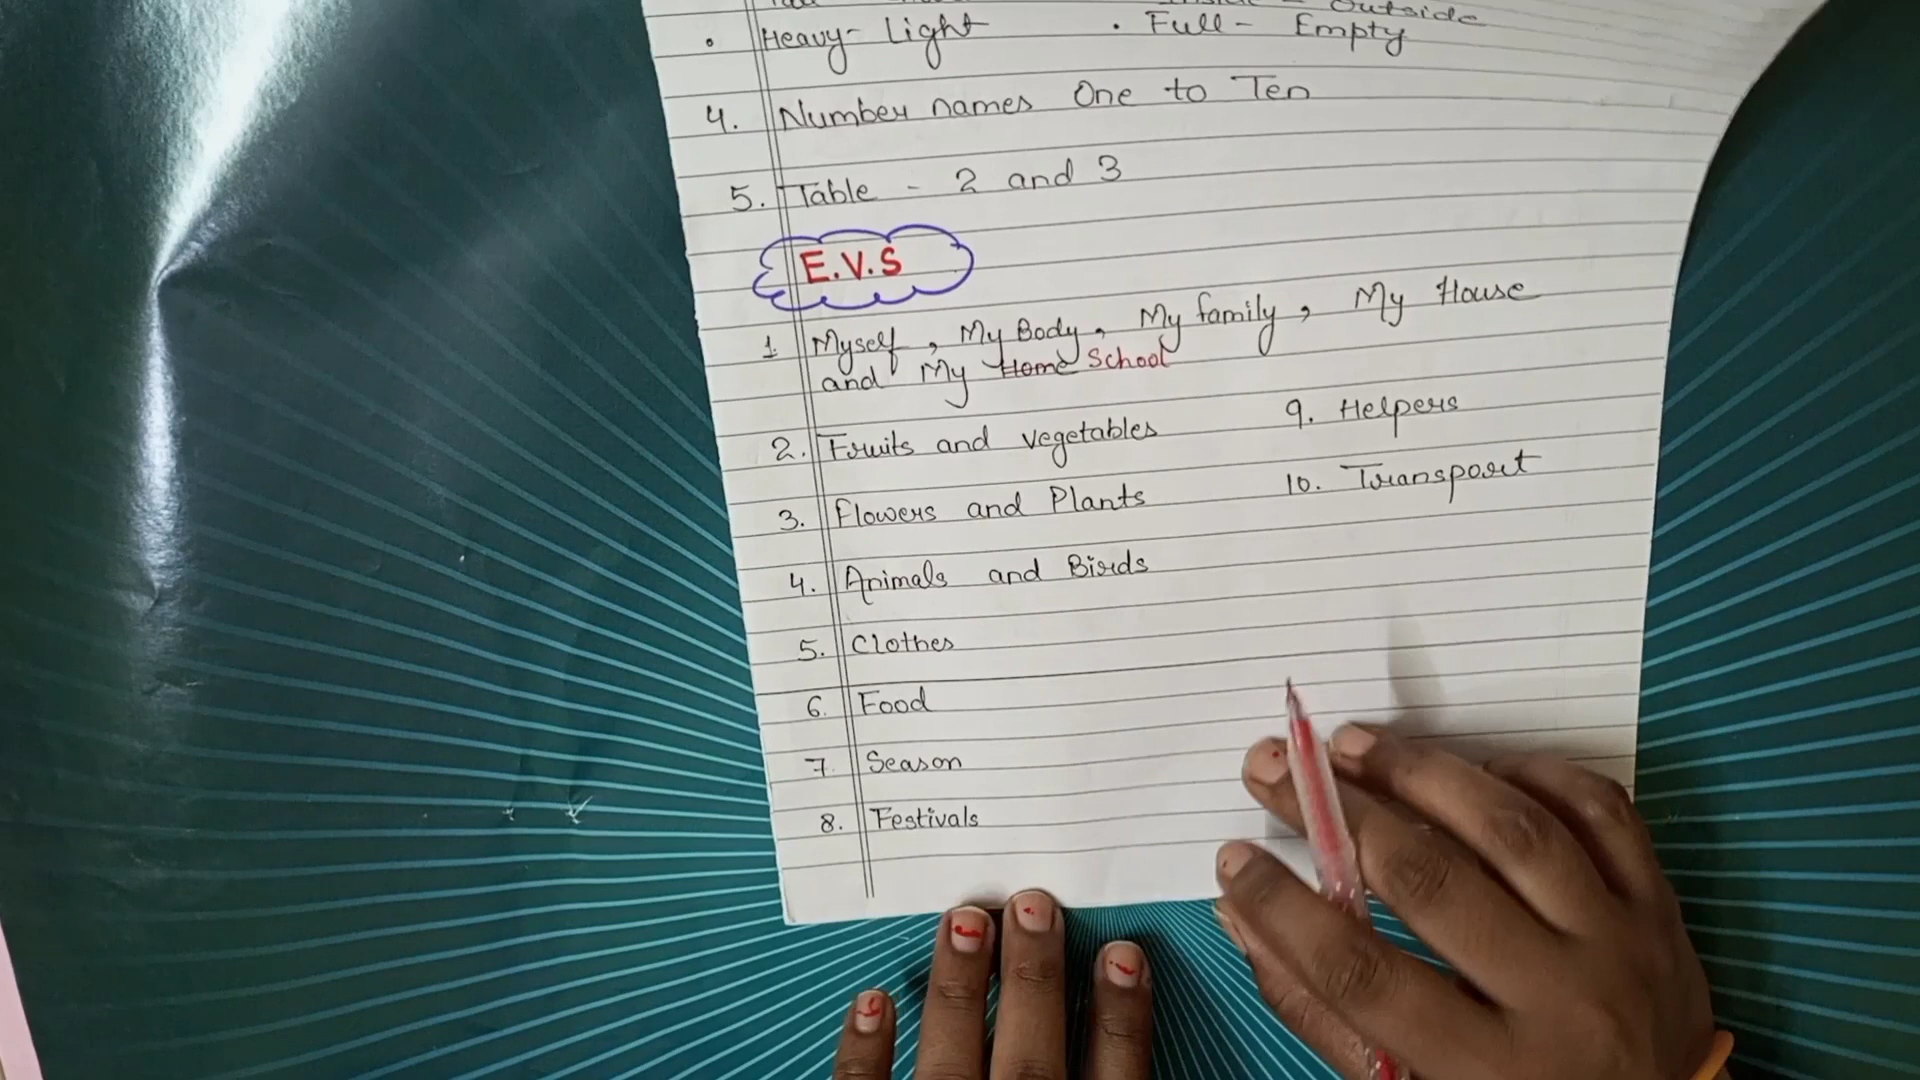 Outside
• Heavy- Light • Full - Empty
4. Number names One to Ten
5. Table - 2 and 3
E.V.S
1. Myself, My Body, My family, My House
and My Home School
2. Fruits and vegetables
3. Flowers and Plants
4. Animals and Birds
5. Clothes
6. Food
7. Season
8. Festivals
9. Helpers
10. Transport